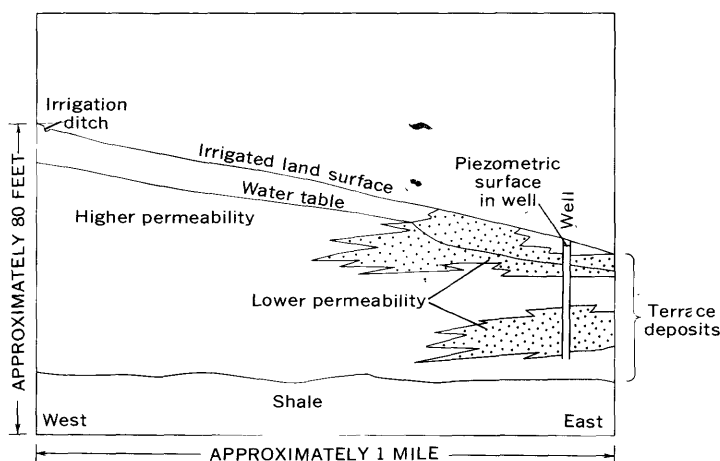 Irrigation
ditch
Irrigated land surface
Water table
Higher permeability
Piezometric
surface
in well
Well
Lower permeability
Terrace
deposits
Shale
West
East
APPROXIMATELY 80 FEET
APPROXIMATELY 1 MILE